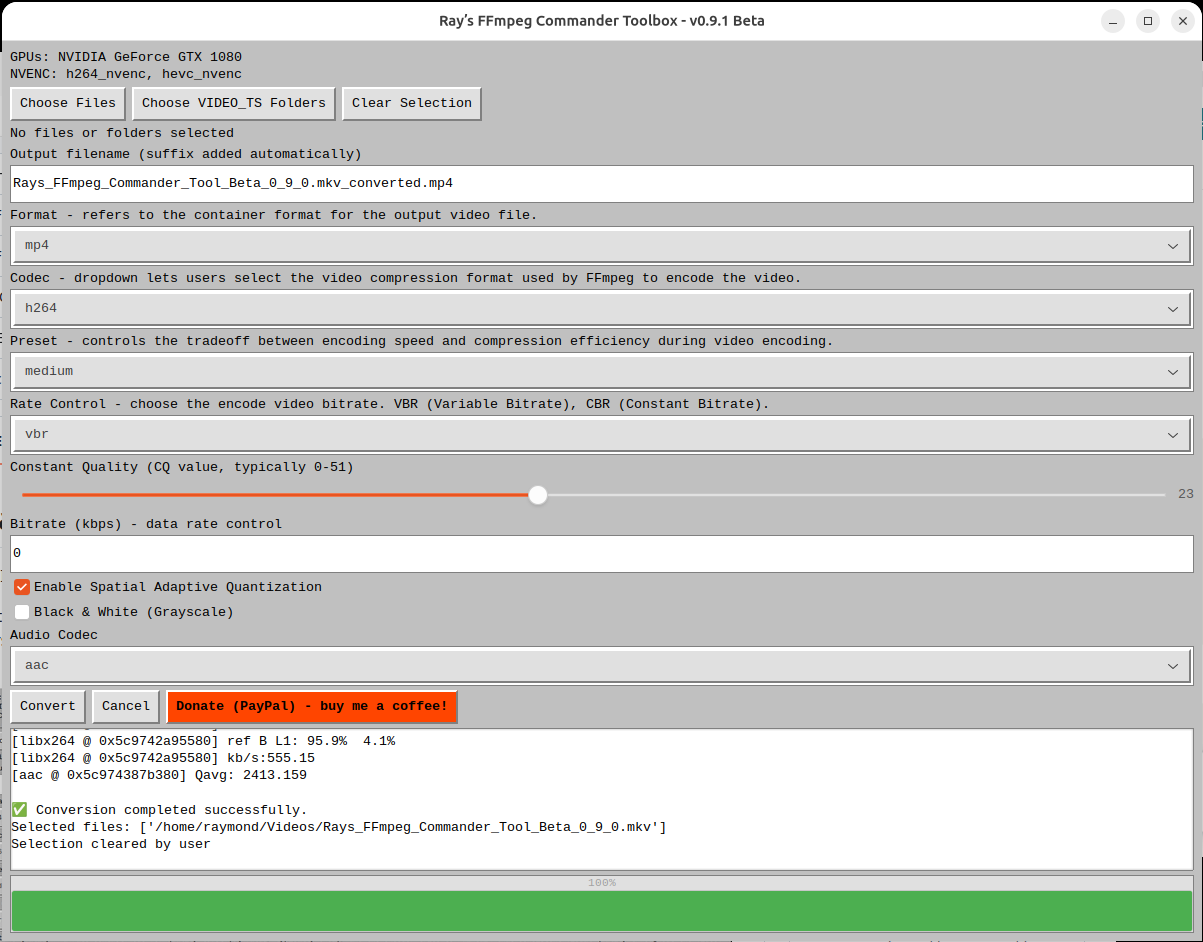 Ray’s FFmpeg Commander Toolbox - v0.9.1 Beta
GPUs: NVIDIA GeForce GTX 1080
NVENC: h264_nvenc, hevc_nvenc
Choose Files
Choose VIDEO_TS Folders
Clear Selection
No files or folders selected
Output filename (suffix added automatically)
Rays_FFmpeg_Commander_Tool_Beta_0_9_0.mkv_converted.mp4
Format - refers to the container format for the output video file.
mp4
Codec - dropdown lets users select the video compression format used by FFmpeg to encode the video.
h264
Preset - controls the tradeoff between encoding speed and compression efficiency during video encoding.
medium
Rate Control - choose the encode video bitrate. VBR (Variable Bitrate), CBR (Constant Bitrate).
vbr
Constant Quality (CQ value, typically 0-51)
23
Bitrate (kbps) - data rate control
0
Enable Spatial Adaptive Quantization
Black & White (Grayscale)
Audio Codec
aac
Convert
Cancel
Donate (PayPal) - buy me a coffee!
[libx264 @ 0x5c9742a95580] ref B L1: 95.9%  4.1%
[libx264 @ 0x5c9742a95580] kb/s:555.15
[aac @ 0x5c974387b380] Qavg: 2413.159
✅ Conversion completed successfully.
Selected files: ['/home/raymond/Videos/Rays_FFmpeg_Commander_Tool_Beta_0_9_0.mkv']
Selection cleared by user
100%